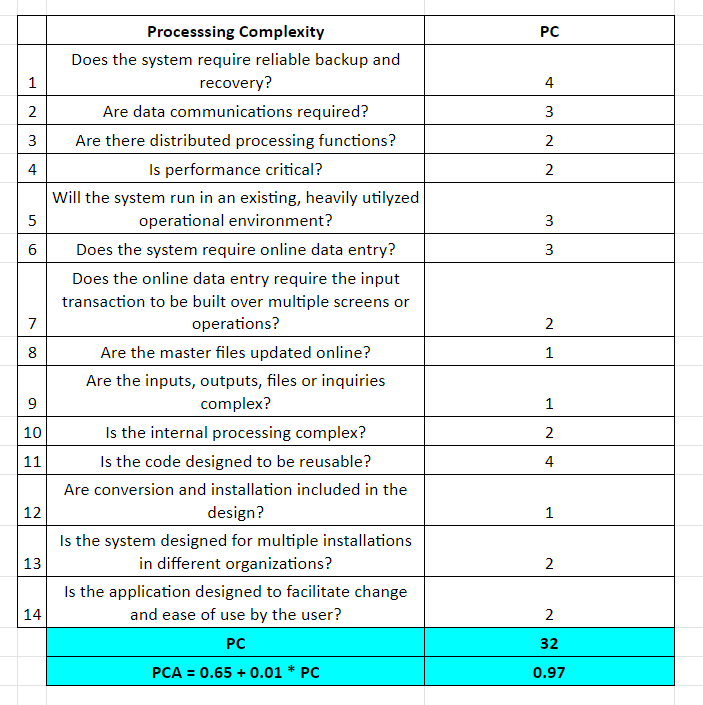 Processsing Complexity PC
Does the system require reliable backup and
1 recovery? 4
2 Are data communications required? 3
3 Are there distributed processing functions? 2
4 Is performance critical? 2
Will the system run in an existing, heavily utilyzed
5 operational environment? 3
6 Does the system require online data entry? 3
Does the online data entry require the input
transaction to be built over multiple screens or
7 operations? 2
8 Are the master files updated online? 1
Are the inputs, outputs, files or inquiries
9 complex? 1
10 Is the internal processing complex? 2
11 Is the code designed to be reusable? 4
Are conversion and installation included in the
12 design? 1
Is the system designed for multiple installations
13 in different organizations? 2
Is the application designed to facilitate change
14 and ease of use by the user? 2
PC 32
PCA = 0.65 + 0.01 * PC 0.97